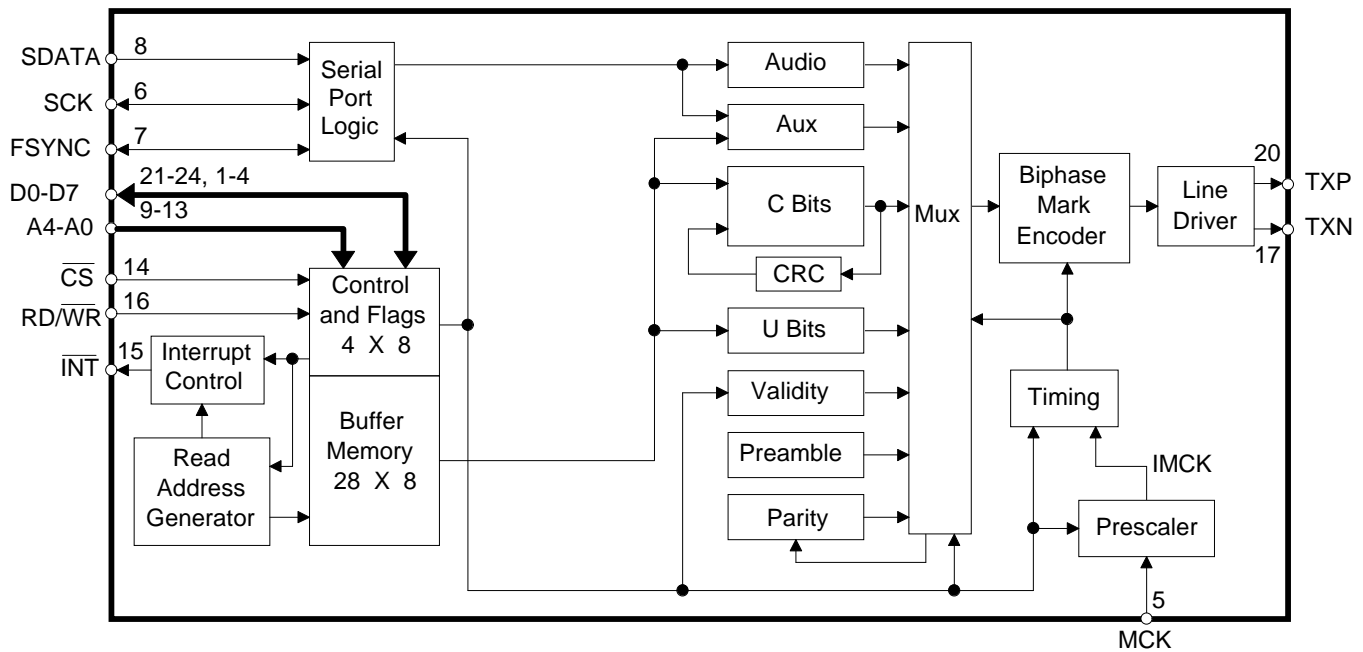 SDATA
8
SCK
6
FSYNC
7
D0-D7
21-24, 1-4
A4-A0
9-13
CS
14
RD/WR
16
INT
15
Serial
Port
Logic
Control
and Flags
4 X 8
Interrupt
Control
Buffer
Memory
28 X 8
Read
Address
Generator
Audio
Aux
C Bits
CRC
U Bits
Validity
Preamble
Parity
Mux
Biphase
Mark
Encoder
Line
Driver
20
TXP
TXN
17
Timing
IMCK
Prescaler
5
MCK